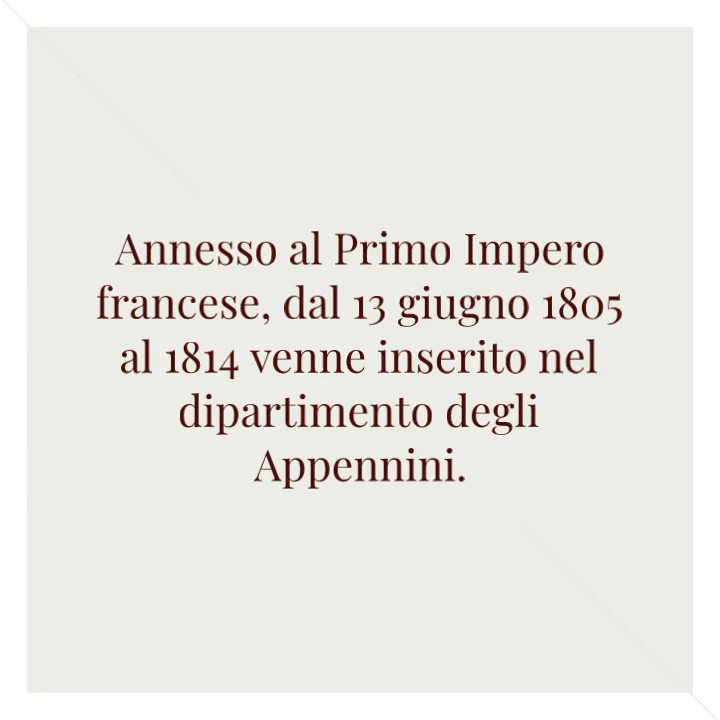 Annesso al Primo Impero
francese, dal 13 giugno 1805
al 1814 venne inserito nel
dipartimento degli
Appennini.